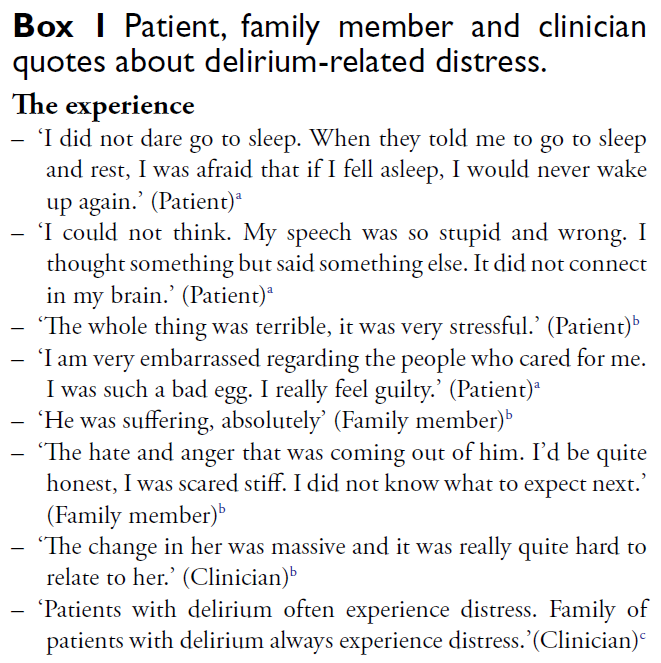 Box 1 Patient, family member and clinician
quotes about delirium-related distress.
The experience
– ‘I did not dare go to sleep. When they told me to go to sleep
and rest, I was afraid that if I fell asleep, I would never wake
up again.’ (Patient)a
– ‘I could not think. My speech was so stupid and wrong. I
thought something but said something else. It did not connect
in my brain.’ (Patient)a
– ‘The whole thing was terrible, it was very stressful.’ (Patient)b
– ‘I am very embarrassed regarding the people who cared for me.
I was such a bad egg. I really feel guilty.’ (Patient)a
– ‘He was suffering, absolutely’ (Family member)b
– ‘The hate and anger that was coming out of him. I’d be quite
honest, I was scared stiff. I did not know what to expect next.’
(Family member)b
– ‘The change in her was massive and it was really quite hard to
relate to her.’ (Clinician)b
– ‘Patients with delirium often experience distress. Family of
patients with delirium always experience distress.’(Clinician)c